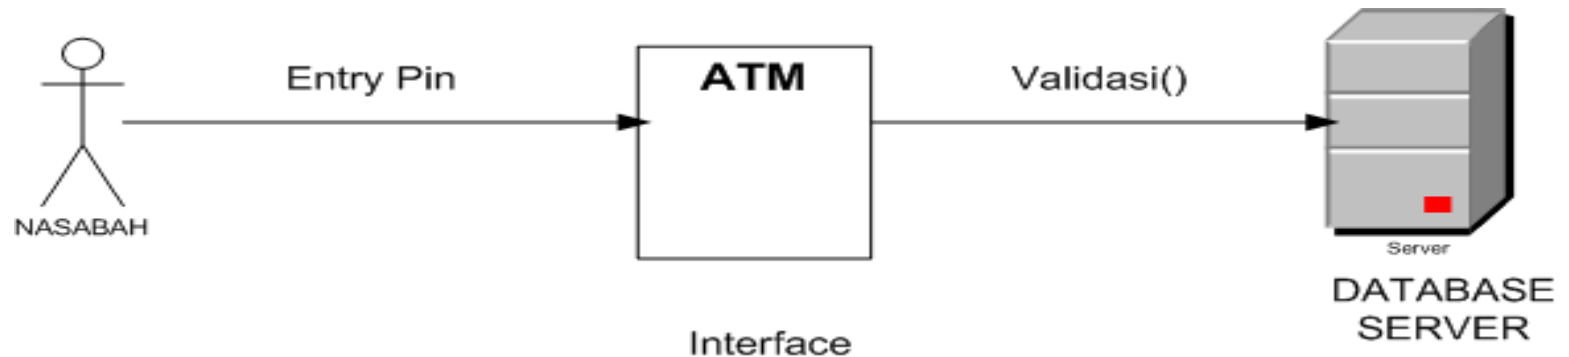 Entry Pin
ATM
Validasi()
NASABAH
Server
DATABASE
SERVER
Interface